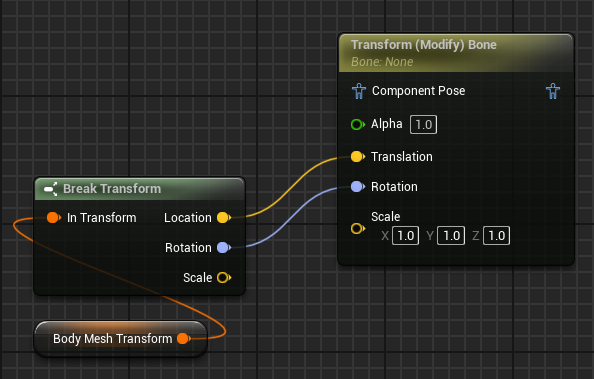 Transform (Modify) Bone
Bone: None
Component Pose
Alpha 1.0
Translation
Rotation
Scale
X 1.0 Y 1.0 Z 1.0
Break Transform
In Transform Location
Rotation
Scale
Body Mesh Transform